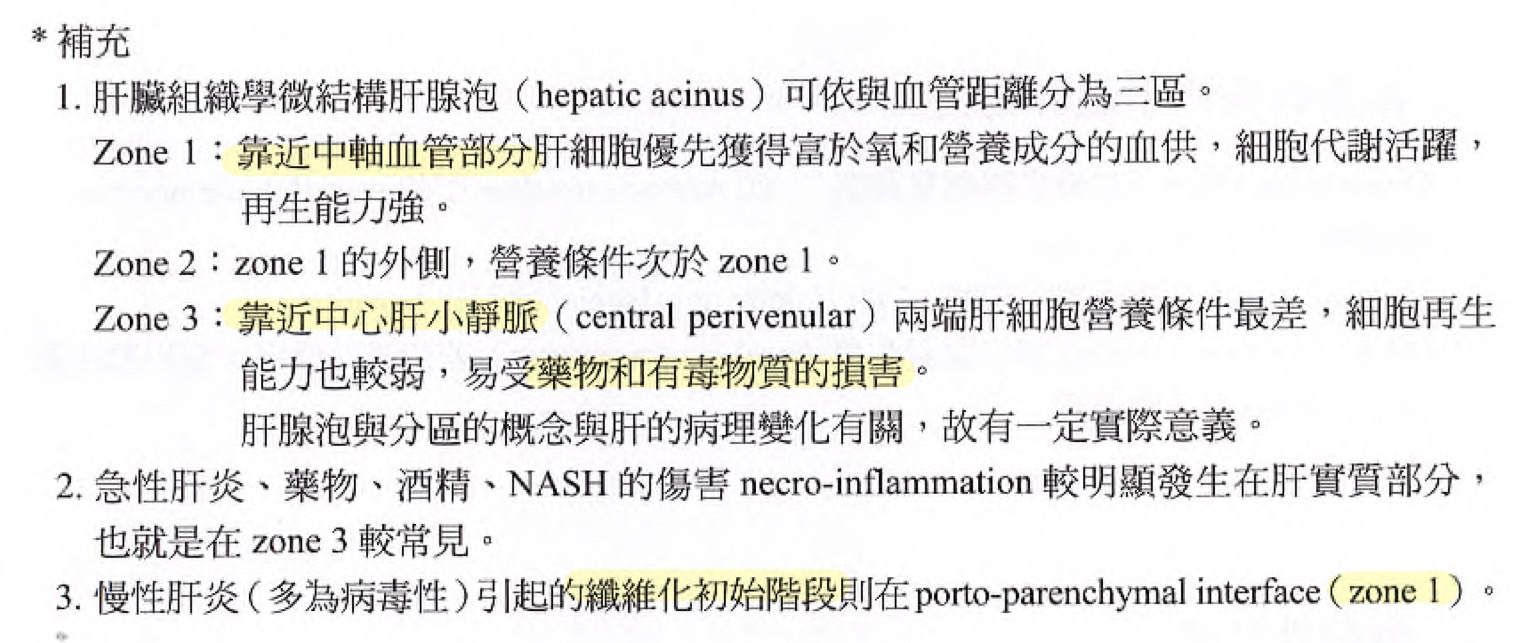 * 補充
1. 肝臟組織學微結構肝腺泡（hepatic acinus）可依與血管距離分為三區。
Zone 1：靠近中軸血管部分肝細胞優先獲得富於氧和營養成分的血供，細胞代謝活躍，
再生能力強。
Zone 2：zone 1 的外側，營養條件次於 zone 1。
Zone 3：靠近中心肝小靜脈（central perivenular）兩端肝細胞營養條件最差，細胞再生
能力也較弱，易受藥物和有毒物質的損害。
肝腺泡與分區的概念與肝的病理變化有關，故有一定實際意義。
2. 急性肝炎、藥物、酒精、NASH 的傷害 necro-inflammation 較明顯發生在肝實質部分，
也就是在 zone 3 較常見。
3. 慢性肝炎（多為病毒性）引起的纖維化初始階段則在 porto-parenchymal interface（zone 1）。